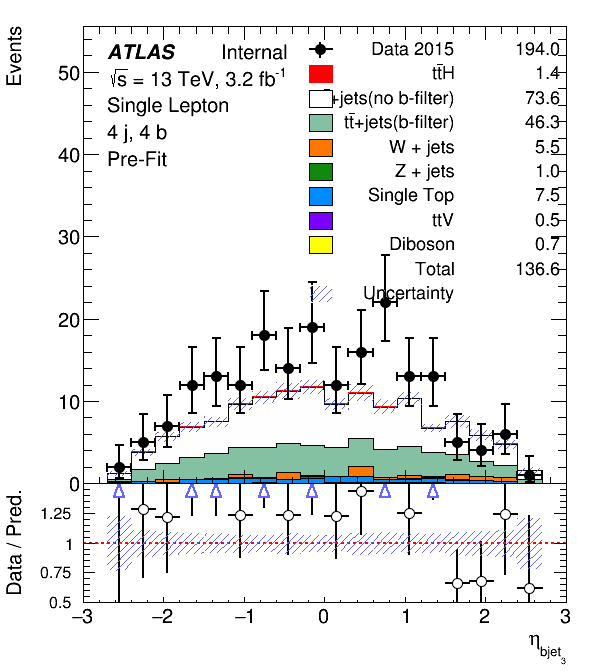 Events
ATLAS Internal
√s = 13 TeV, 3.2 fb-1
Single Lepton
4 j, 4 b
Pre-Fit
Data 2015 194.0
tt̄H 1.4
+jets(no b-filter) 73.6
tt̄+jets(b-filter) 46.3
W + jets 5.5
Z + jets 1.0
Single Top 7.5
ttV 0.5
Diboson 0.7
Total 136.6
Uncertainty
50
40
30
20
10
0
Data / Pred.
1.25
1
0.75
0.5
−3 −2 −1 0 1 2 3
ηbjet3